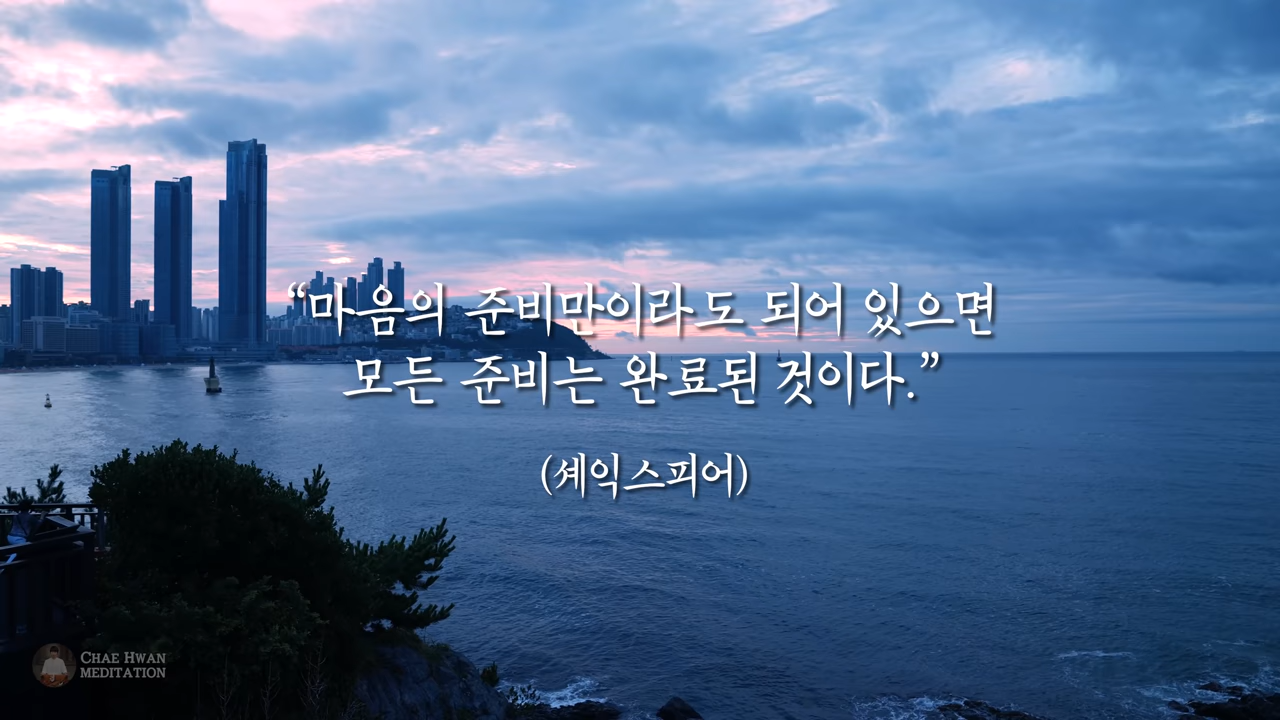 “마음의 준비만이라도 되어 있으면
모든 준비는 완료된 것이다.”
(셰익스피어)
CHAE HWAN
MEDITATION